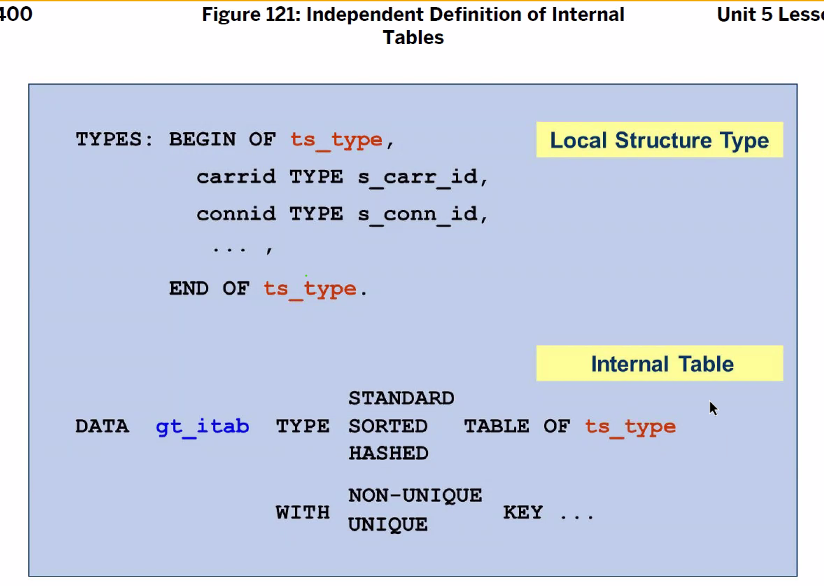 400
Figure 121: Independent Definition of Internal
Tables
Unit 5 Lesso
TYPES: BEGIN OF ts_type,
Local Structure Type
carrid TYPE s_carr_id,
connid TYPE s_conn_id,
... ,
END OF ts_type.
Internal Table
STANDARD
DATA gt_itab TYPE SORTED TABLE OF ts_type
HASHED
NON-UNIQUE
WITH KEY ...
UNIQUE